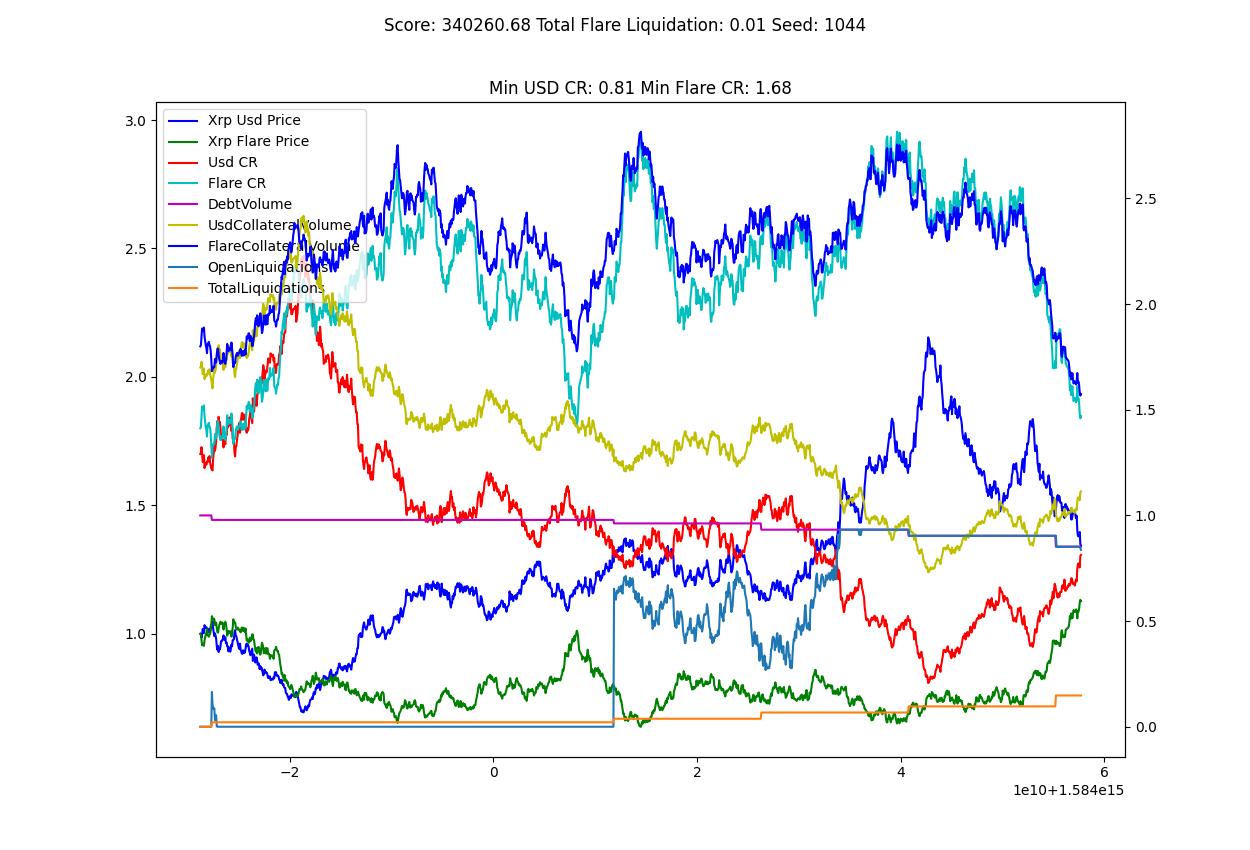 Score: 340260.68 Total Flare Liquidation: 0.01 Seed: 1044
Min USD CR: 0.81 Min Flare CR: 1.68
Xrp Usd Price
Xrp Flare Price
Usd CR
Flare CR
DebtVolume
UsdCollateralVolume
FlareCollateralVolume
OpenLiquidations
TotalLiquidations
3.0
2.5
2.0
1.5
1.0
2.5
2.0
1.5
1.0
0.5
0.0
−2
0
2
4
6
1e10+1.584e15